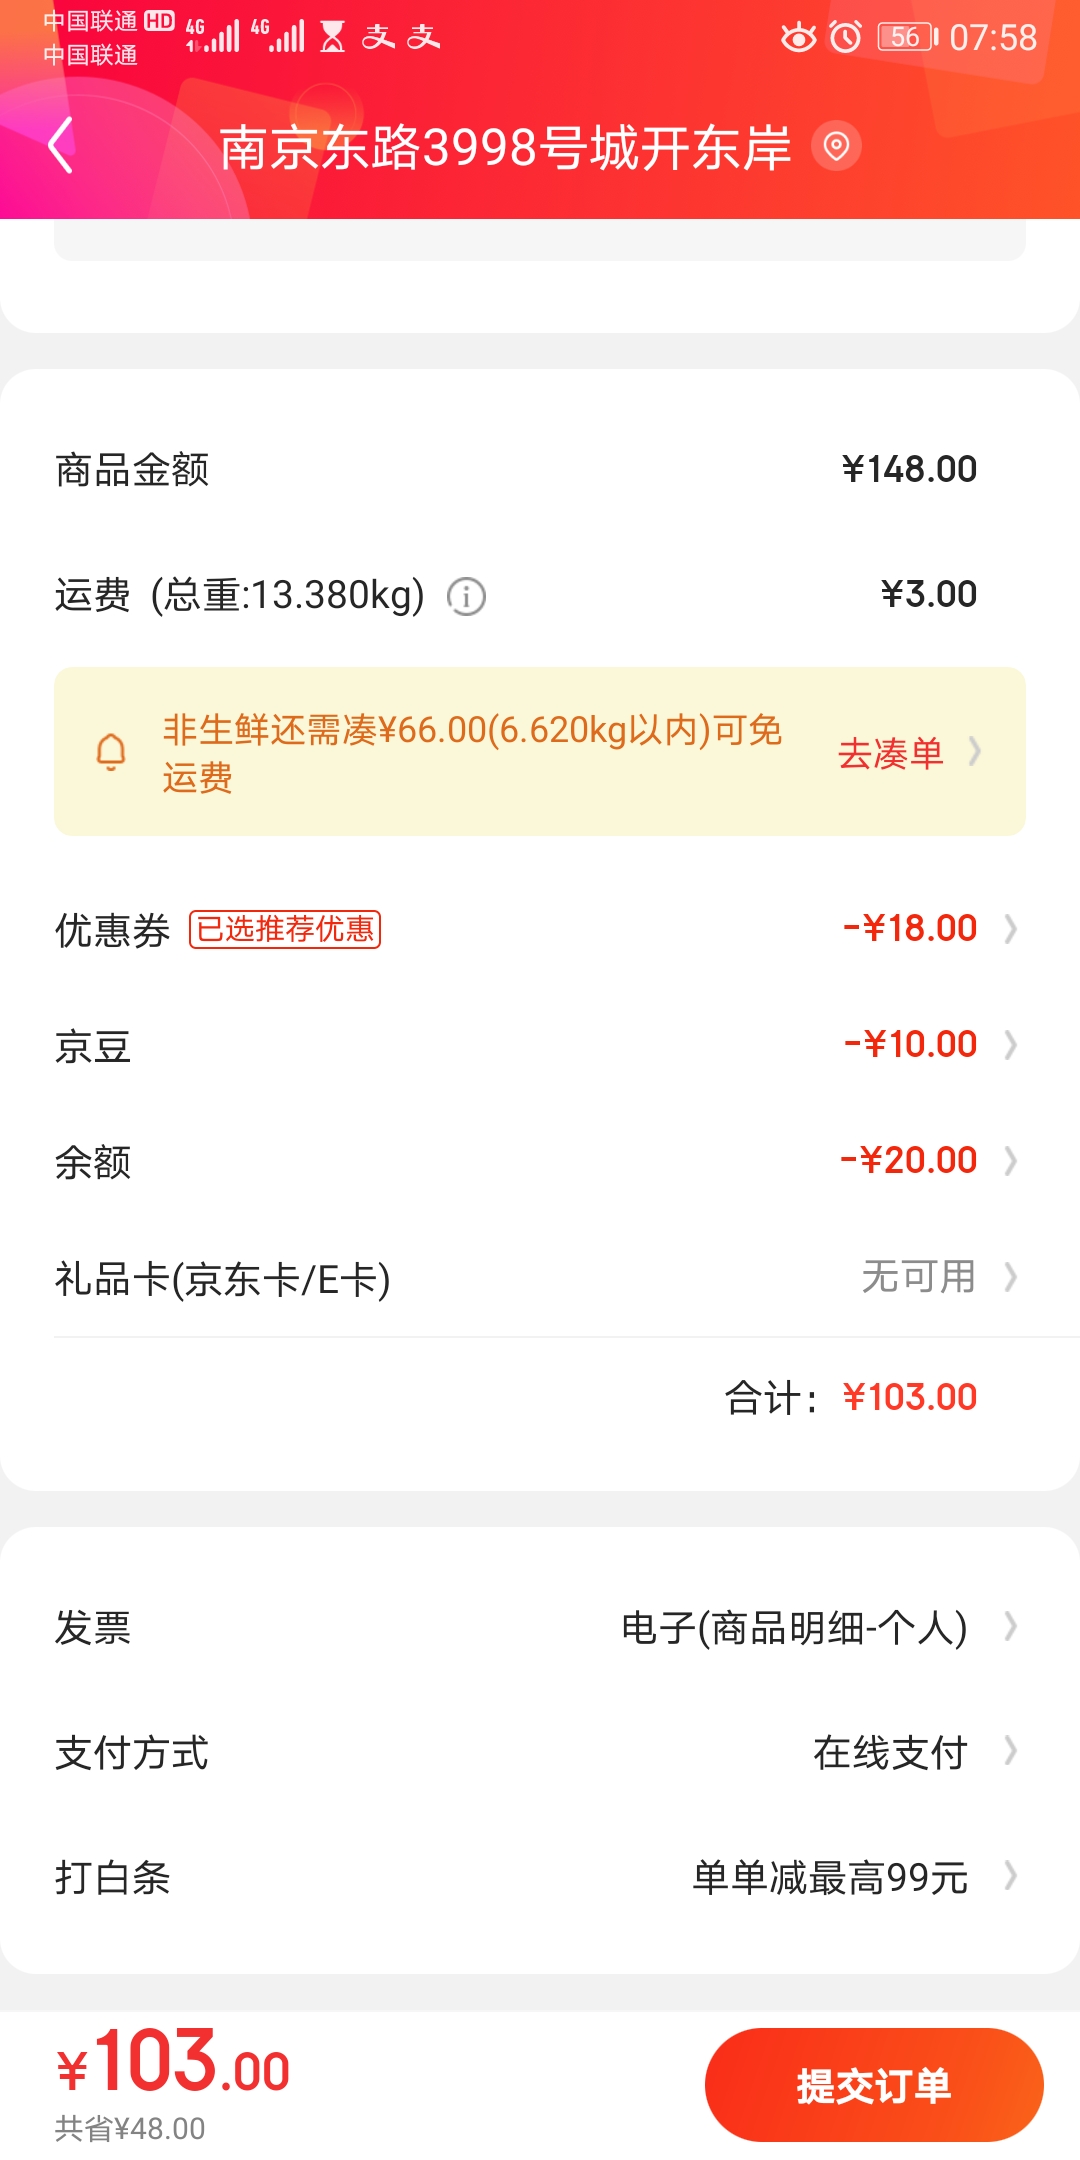 中国联通 HD 4G 4G 支 支 56 07:58
中国联通
南京东路3998号城开东岸
商品金额 ¥148.00
运费 (总重:13.380kg) ¥3.00
非生鲜还需凑¥66.00(6.620kg以内)可免
运费
去凑单
优惠券 已选推荐优惠 -¥18.00
京豆 -¥10.00
余额 -¥20.00
礼品卡(京东卡/E卡) 无可用
合计: ¥103.00
发票 电子(商品明细-个人)
支付方式 在线支付
打白条 单单减最高99元
¥103.00
共省¥48.00
提交订单